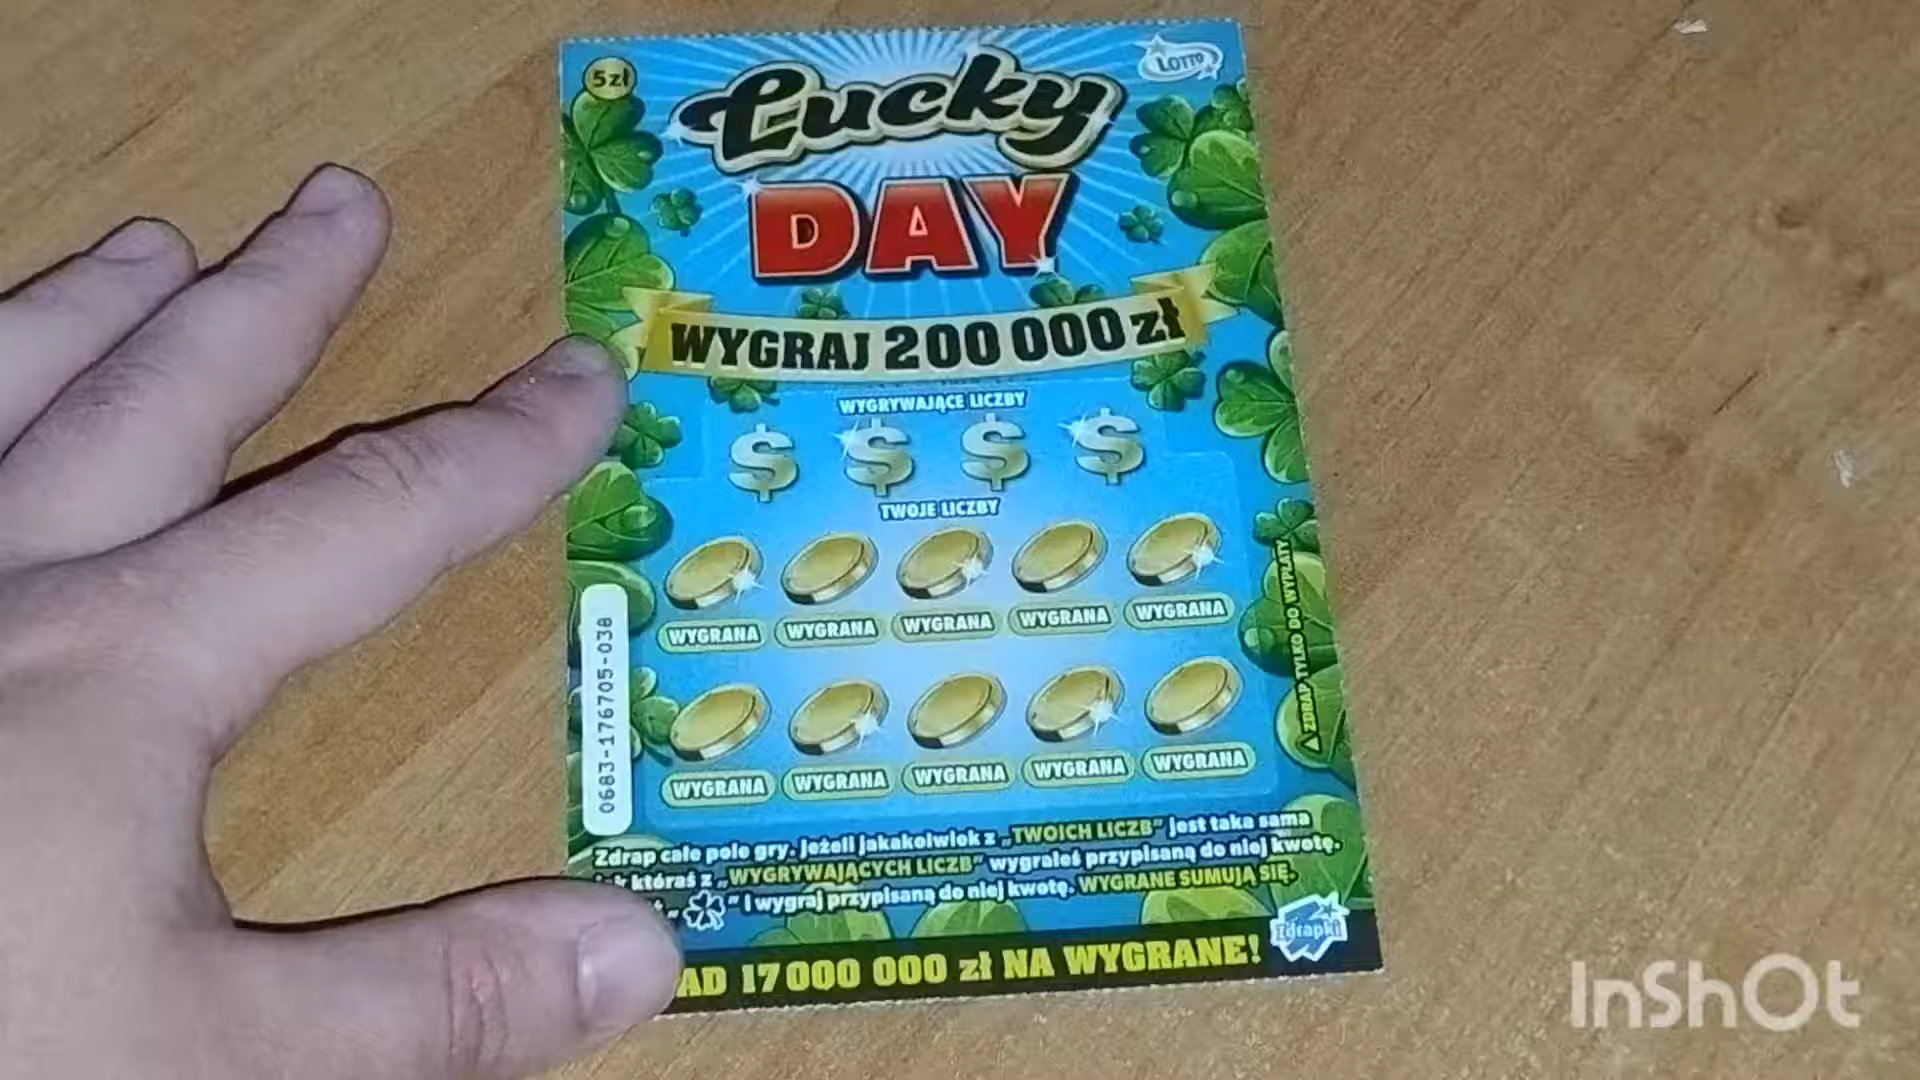 5zł
LOTTO
Lucky
DAY
WYGRAJ 200 000 zł
WYGRYWAJĄCE LICZBY
$ $ $ $
TWOJE LICZBY
WYGRANA WYGRANA WYGRANA WYGRANA WYGRANA
WYGRANA WYGRANA WYGRANA WYGRANA WYGRANA
0683-176705-038
ZDRAP TYLKO DO WYPŁATY
Zdrap całe pole gry. Jeżeli jakakolwiek z „TWOICH LICZB” jest taka sama
któraś z „WYGRYWAJĄCYCH LICZB” wygrałeś przypisaną do niej kwotę.
” i wygraj przypisaną do niej kwotę. WYGRANE SUMUJĄ SIĘ.
Zdrapki
AD 17 000 000 zł NA WYGRANE!
InShOt